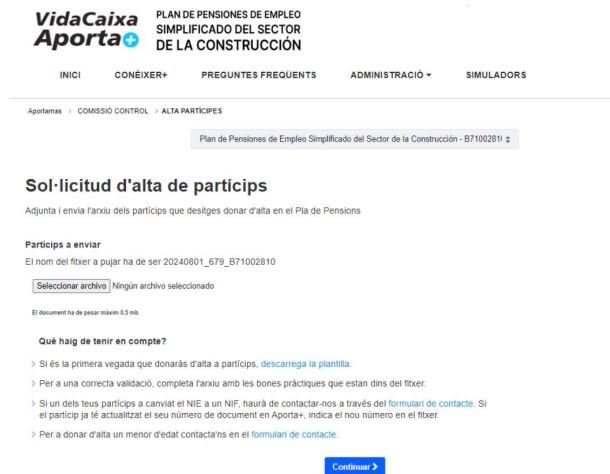 VidaCaixa
Aporta+
PLAN DE PENSIONES DE EMPLEO
SIMPLIFICADO DEL SECTOR
DE LA CONSTRUCCIÓN
INICI CONÈIXER+ PREGUNTES FREQÜENTS ADMINISTRACIÓ SIMULADORS
Aportamas > COMISSIÓ CONTROL > ALTA PARTÍCIPES
Plan de Pensiones de Empleo Simplificado del Sector de la Construcción - B71002810
Sol·licitud d'alta de partícips
Adjunta i envia l'arxiu dels partícips que desitges donar d'alta en el Pla de Pensions
Partícips a enviar
El nom del fitxer a pujar ha de ser 20240801_679_B71002810
Seleccionar archivo Ningún archivo seleccionado
El document ha de pesar màxim 0,5 mb
Què haig de tenir en compte?
> Si és la primera vegada que donaràs d'alta a partícips, descarrega la plantilla.
> Per a una correcta validació, completa l'arxiu amb les bones pràctiques que estan dins del fitxer.
> Si un dels teus partícips a canviat el NIE a un NIF, haurà de contactar-nos a través del formulari de contacte. Si
el partícip ja té actualitzat el seu número de document en Aporta+, indica el nou número en el fitxer.
> Per a donar d'alta un menor d'edat contacta'ns en el formulari de contacte.
Continuar >